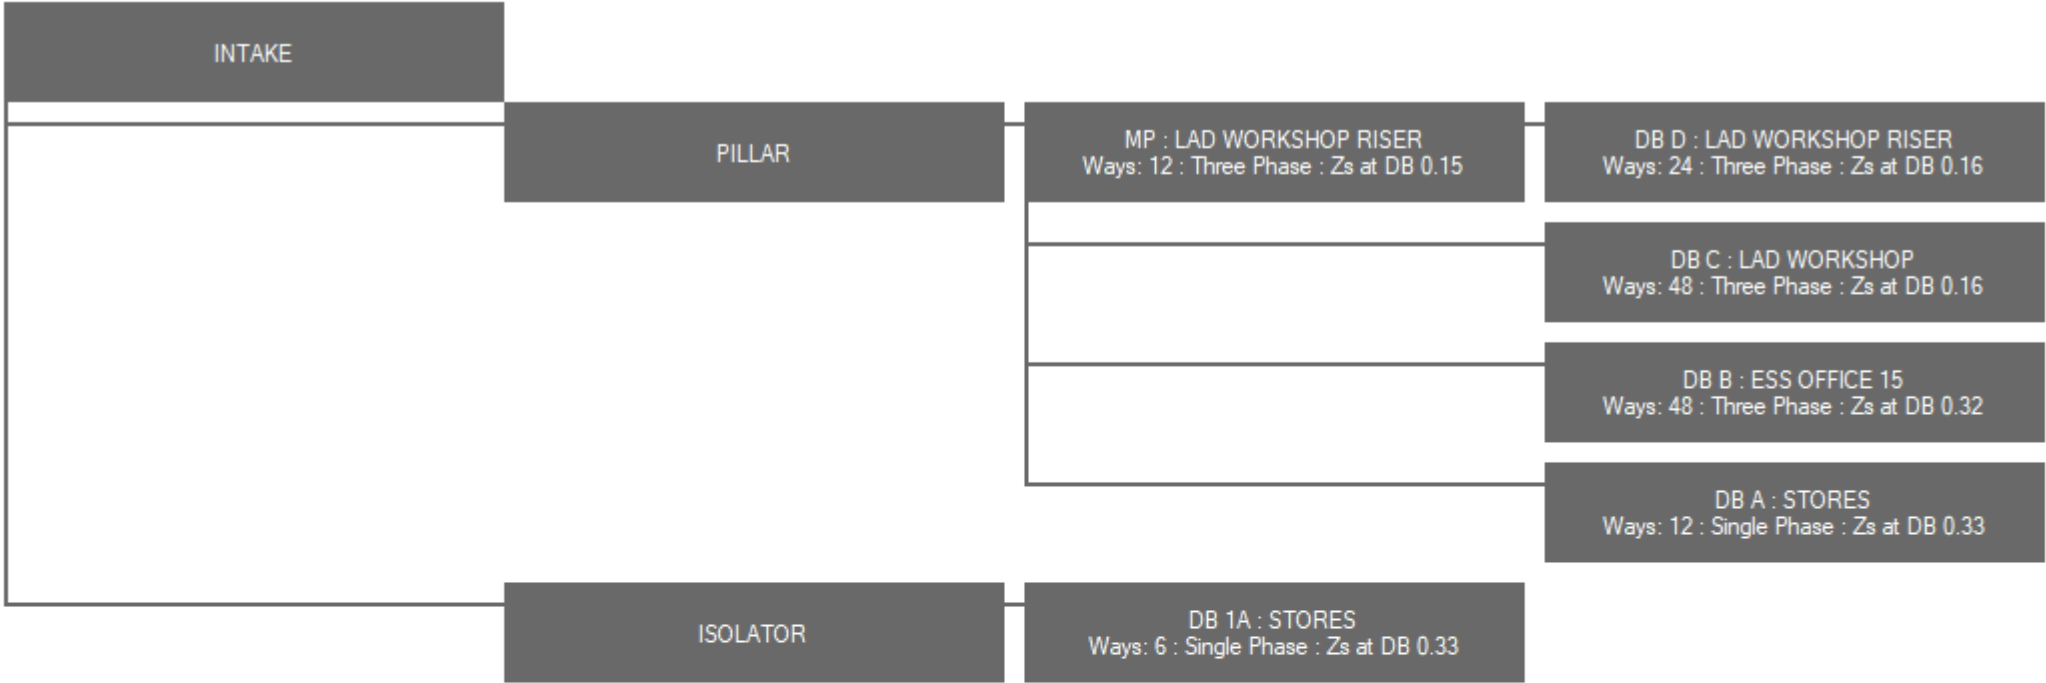 INTAKE
PILLAR
MP : LAD WORKSHOP RISER
Ways: 12 : Three Phase : Zs at DB 0.15
DB D : LAD WORKSHOP RISER
Ways: 24 : Three Phase : Zs at DB 0.16
DB C : LAD WORKSHOP
Ways: 48 : Three Phase : Zs at DB 0.16
DB B : ESS OFFICE 15
Ways: 48 : Three Phase : Zs at DB 0.32
DB A : STORES
Ways: 12 : Single Phase : Zs at DB 0.33
ISOLATOR
DB 1A : STORES
Ways: 6 : Single Phase : Zs at DB 0.33